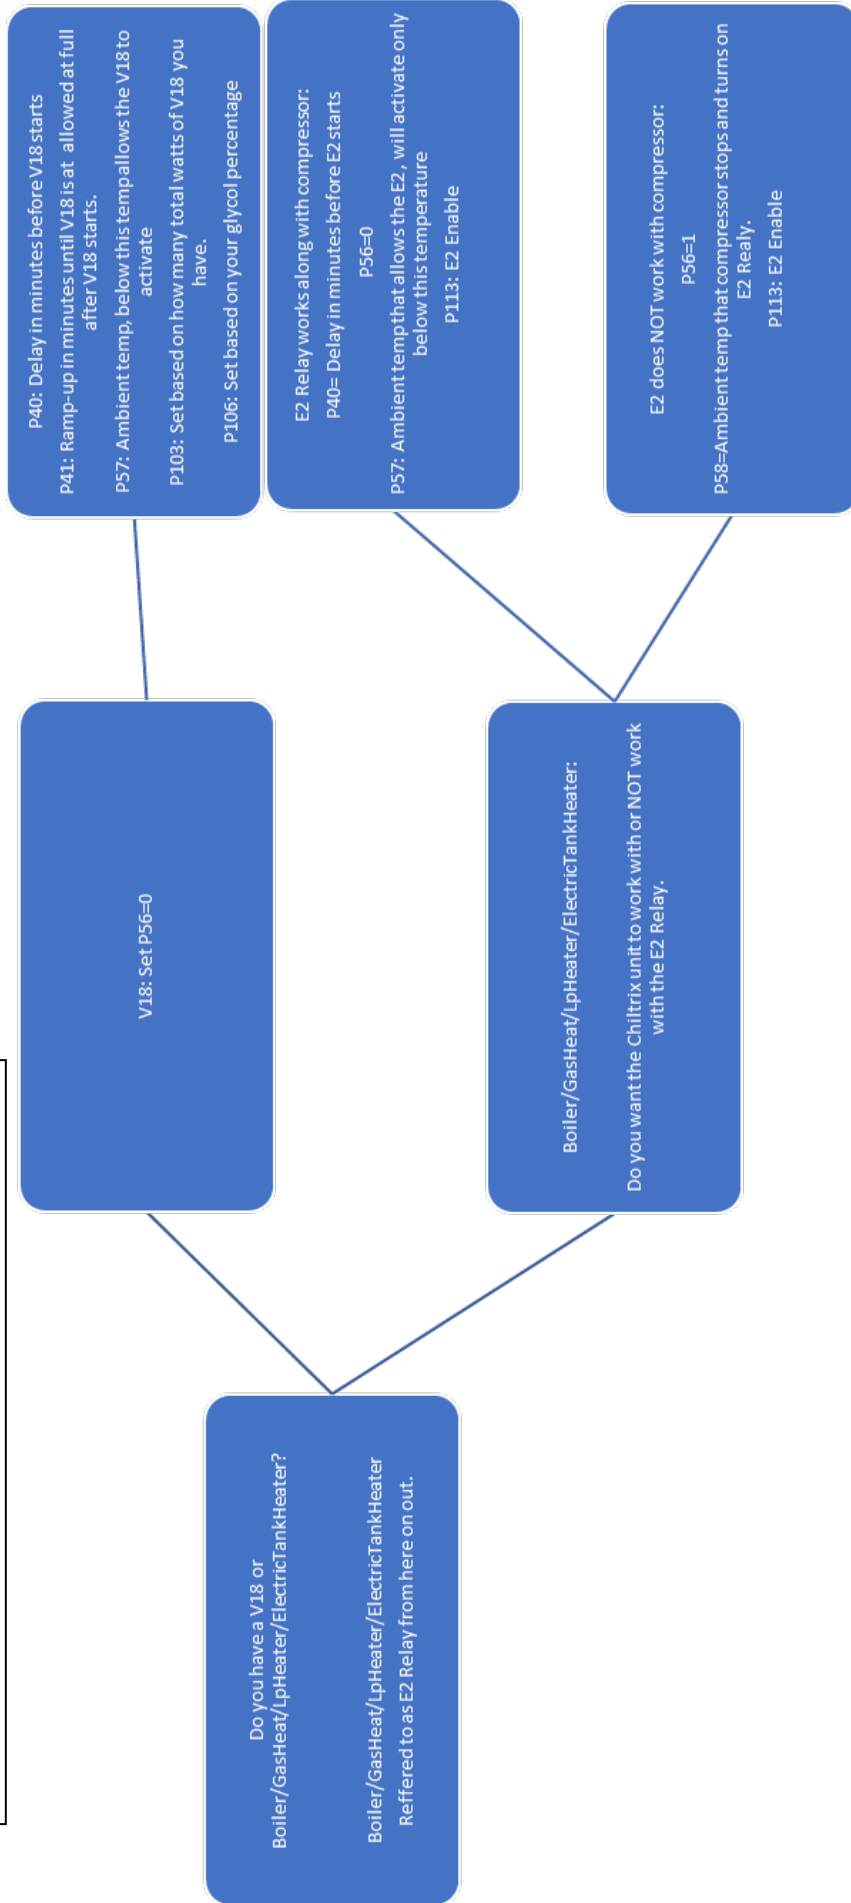 Do you have a V18 or
Boiler/GasHeat/LpHeater/ElectricTankHeater?
Boiler/GasHeat/LpHeater/ElectricTankHeater
Reffered to as E2 Relay from here on out.
V18: Set P56=0
Boiler/GasHeat/LpHeater/ElectricTankHeater:
Do you want the Chiltrix unit to work with or NOT work
with the E2 Relay.
P40: Delay in minutes before V18 starts
P41: Ramp-up in minutes until V18 is at allowed at full
after V18 starts.
P57: Ambient temp, below this temp allows the V18 to
activate
P103: Set based on how many total watts of V18 you
have.
P106: Set based on your glycol percentage
E2 Relay works along with compressor:
P40= Delay in minutes before E2 starts
P56=0
P57: Ambient temp that allows the E2 , will activate only
below this temperature
P113: E2 Enable
E2 does NOT work with compressor:
P56=1
P58=Ambient temp that compressor stops and turns on
E2 Realy.
P113: E2 Enable